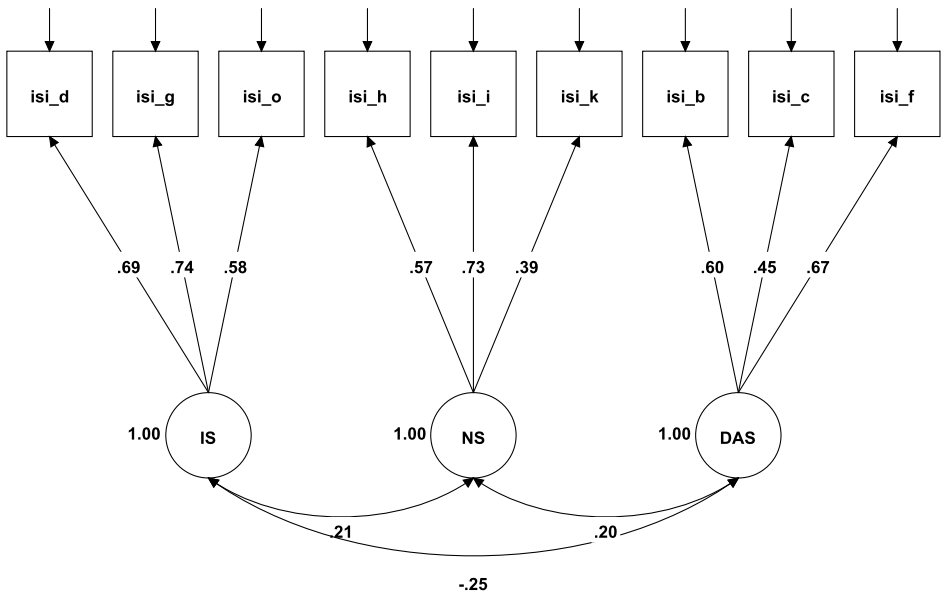 isi_d isi_g isi_o isi_h isi_i isi_k isi_b isi_c isi_f
.69 .74 .58 .57 .73 .39 .60 .45 .67
1.00 IS 1.00 NS 1.00 DAS
.21 .20
-.25